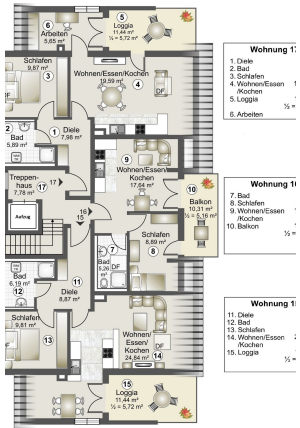 6
Arbeiten
5,65 m²
5
Loggia
11,44 m²
½ = 5,72 m²
Schlafen
9,87 m²
3
Wohnen/Essen/Kochen
19,59 m²
4
DF
DF
2
Bad
5,89 m²
1
Diele
7,98 m²
9
Wohnen/Essen/
Kochen
17,64 m²
Treppen-
haus
7,78 m²
17
17
10
Balkon
10,31 m²
½ = 5,16 m²
Aufzug
16
15
Schlafen
8,89 m²
8
7
Bad
5,26
m²
DF
Bad
6,19 m²
12
11
Diele
8,87 m²
Schlafen
9,81 m²
13
DF
Wohnen/
Essen/
Kochen
24,84 m²
14
DF
15
Loggia
11,44 m²
½ = 5,72 m²
Wohnung 17
1. Diele
2. Bad
3. Schlafen
4. Wohnen/Essen
/Kochen
5. Loggia
½ =
6. Arbeiten
Wohnung 16
7. Bad
8. Schlafen
9. Wohnen/Essen
/Kochen
10. Balkon
½ =
Wohnung 15
11. Diele
12. Bad
13. Schlafen
14. Wohnen/Essen
/Kochen
15. Loggia
½ =